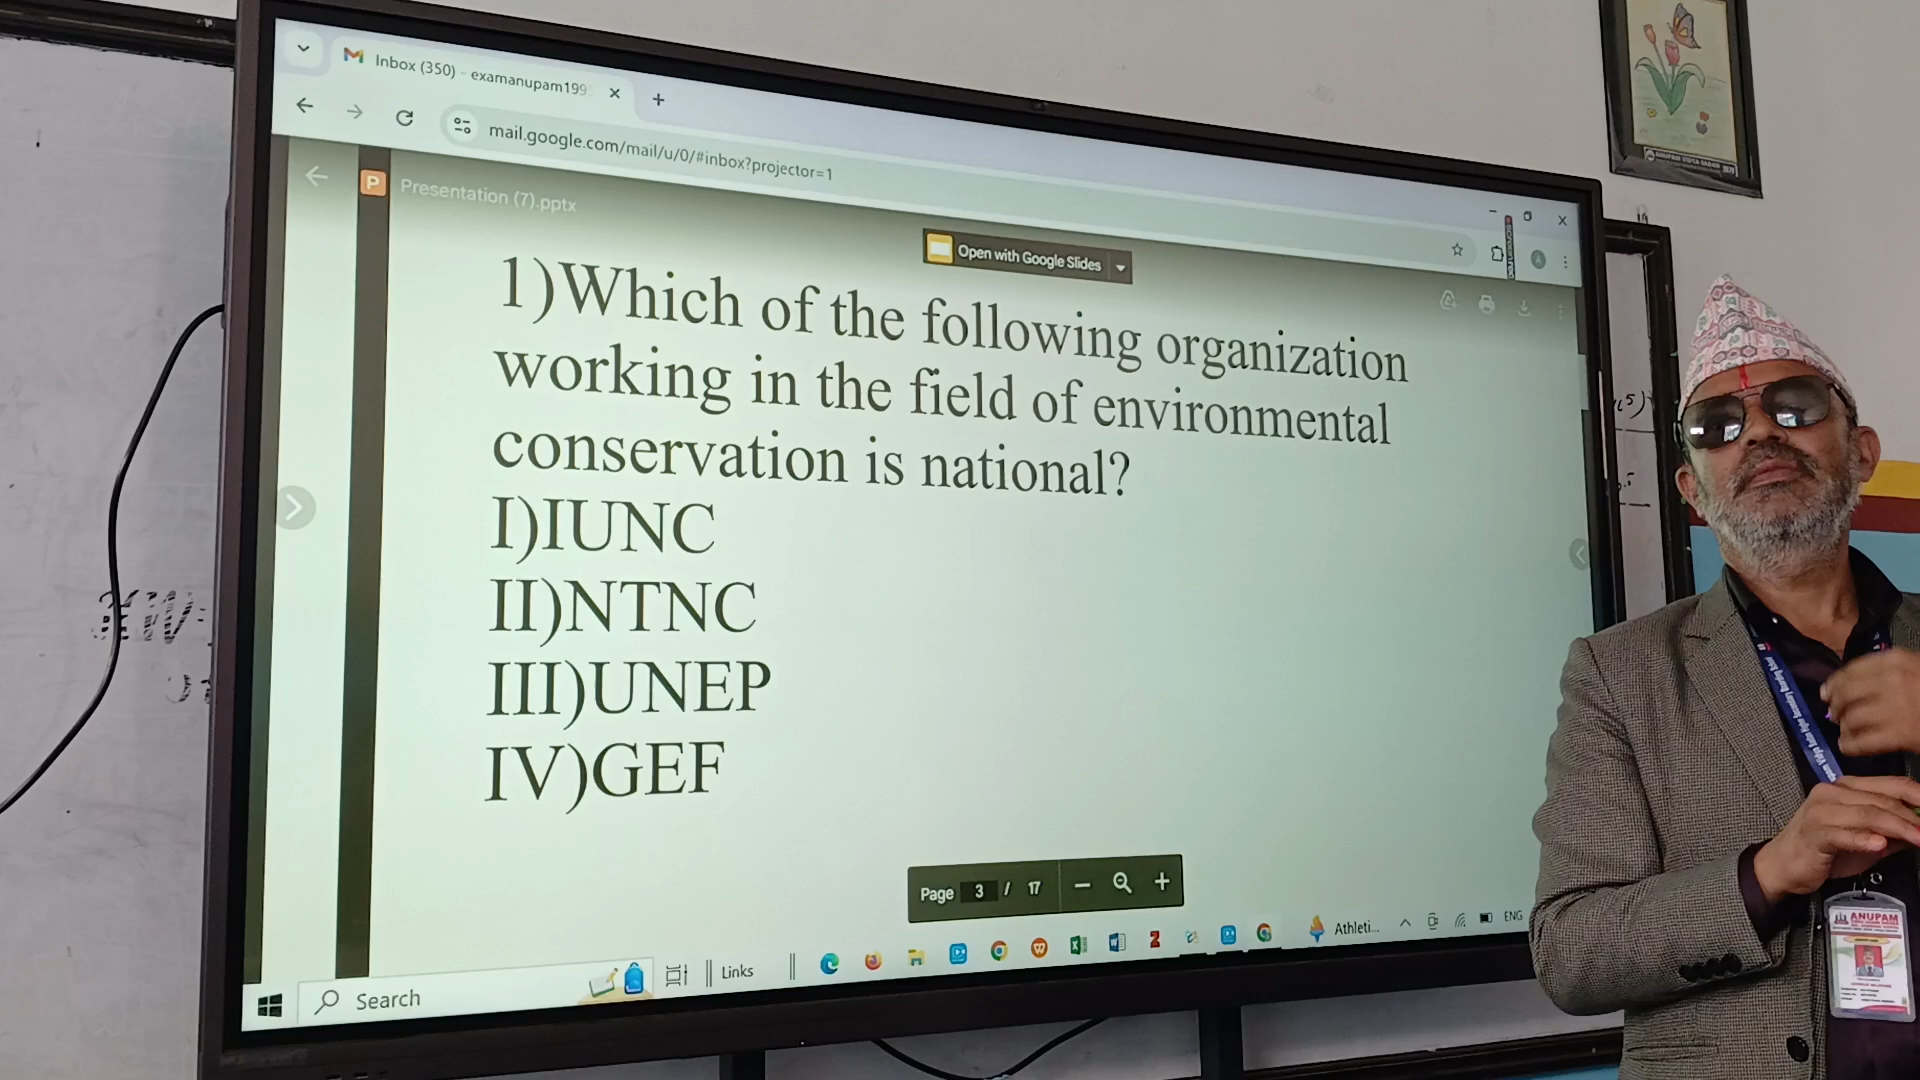 Inbox (350) - examanupam199
mail.google.com/mail/u/0/#inbox?projector=1
P Presentation (7).pptx
Open with Google Slides
1)Which of the following organization
working in the field of environmental
conservation is national?
I)IUNC
II)NTNC
III)UNEP
IV)GEF
Page 3 / 17
Search
Links
Athleti...
ENG
ANUPAM